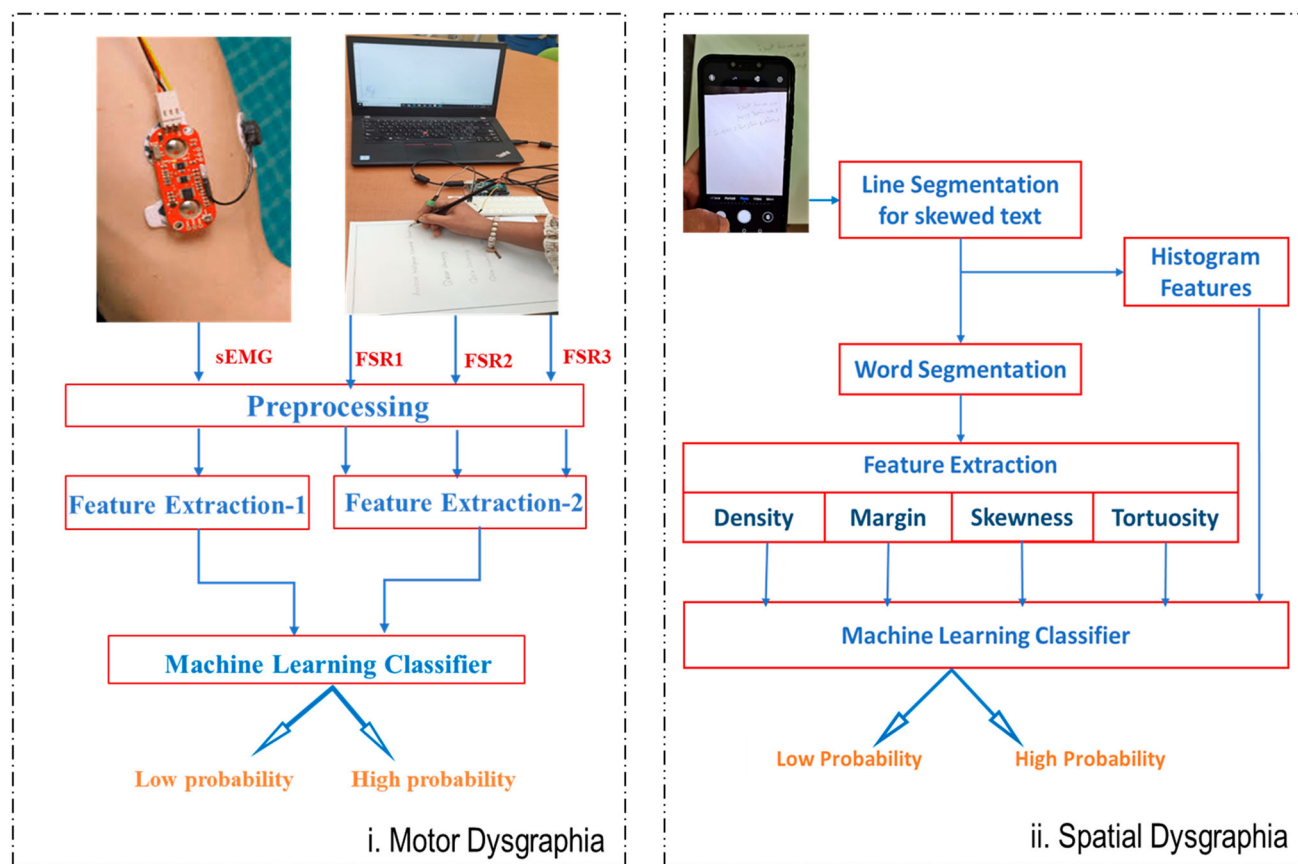 sEMG
FSR1
FSR2
FSR3
Preprocessing
Feature Extraction-1
Feature Extraction-2
Machine Learning Classifier
Low probability
High probability
i. Motor Dysgraphia
Line Segmentation
for skewed text
Histogram
Features
Word Segmentation
Feature Extraction
Density
Margin
Skewness
Tortuosity
Machine Learning Classifier
Low Probability
High Probability
ii. Spatial Dysgraphia